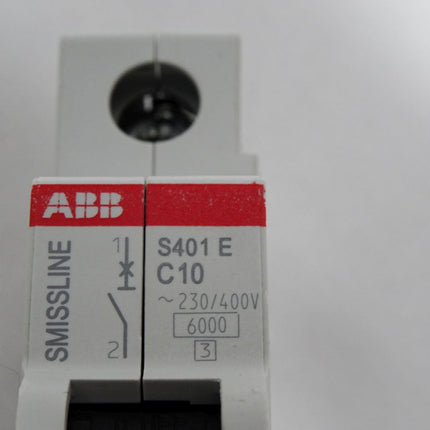 ABB
SMISSLINE
1
2
S401 E
C10
~ 230/400V
6000
3